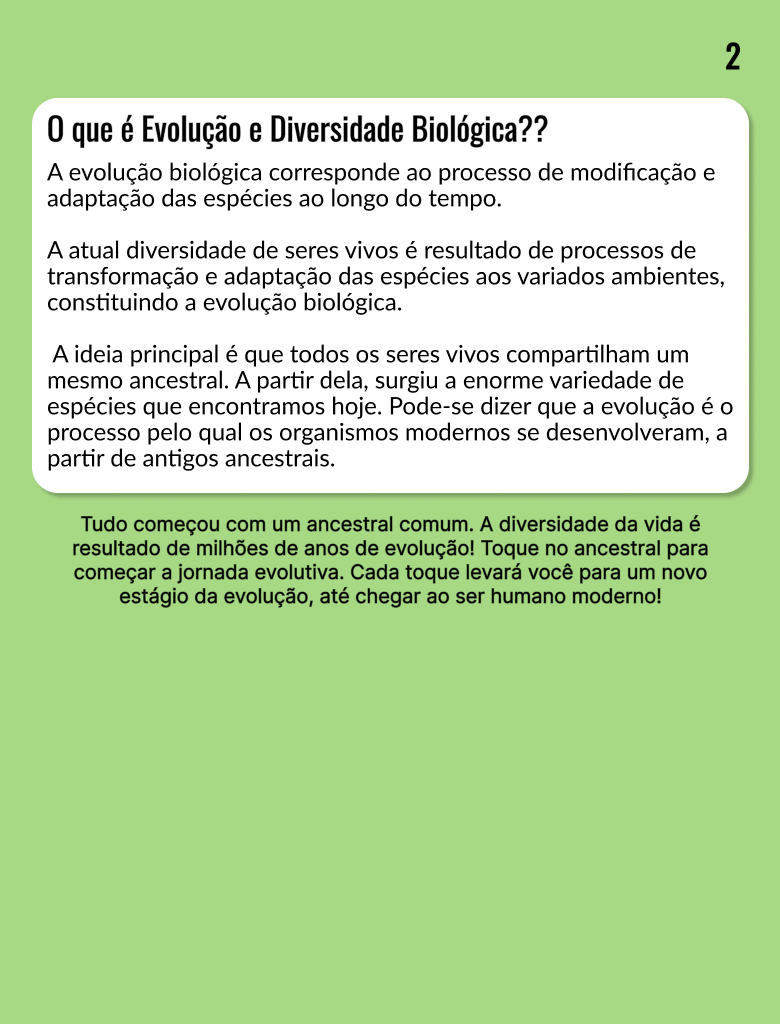 2
O que é Evolução e Diversidade Biológica??
A evolução biológica corresponde ao processo de modificação e
adaptação das espécies ao longo do tempo.
A atual diversidade de seres vivos é resultado de processos de
transformação e adaptação das espécies aos variados ambientes,
constituindo a evolução biológica.
A ideia principal é que todos os seres vivos compartilham um
mesmo ancestral. A partir dela, surgiu a enorme variedade de
espécies que encontramos hoje. Pode-se dizer que a evolução é o
processo pelo qual os organismos modernos se desenvolveram, a
partir de antigos ancestrais.
Tudo começou com um ancestral comum. A diversidade da vida é
resultado de milhões de anos de evolução! Toque no ancestral para
começar a jornada evolutiva. Cada toque levará você para um novo
estágio da evolução, até chegar ao ser humano moderno!